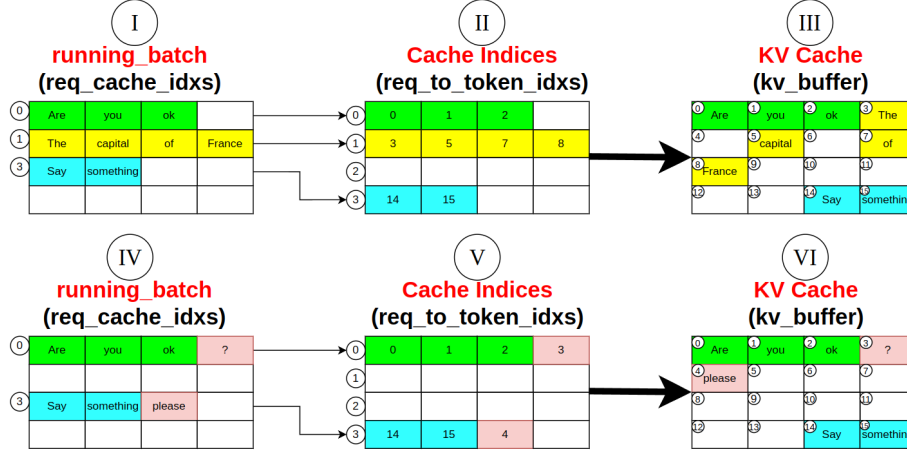 I II III
running_batch Cache Indices KV Cache
(req_cache_idxs) (req_to_token_idxs) (kv_buffer)
0 Are you ok 0 0 1 2 0 Are 1 you 2 ok 3 The
1 The capital of France 1 3 5 7 8 4 5 capital 6 7 of
3 Say something 2 8 France 9 10 11
3 14 15 12 13 14 Say 15 somethin
IV V VI
running_batch Cache Indices KV Cache
(req_cache_idxs) (req_to_token_idxs) (kv_buffer)
0 Are you ok ? 0 0 1 2 3 0 Are 1 you 2 ok 3 ?
1 4 please 5 6 7
3 Say something please 2 8 9 10 11
3 14 15 4 12 13 14 Say 15 somethin